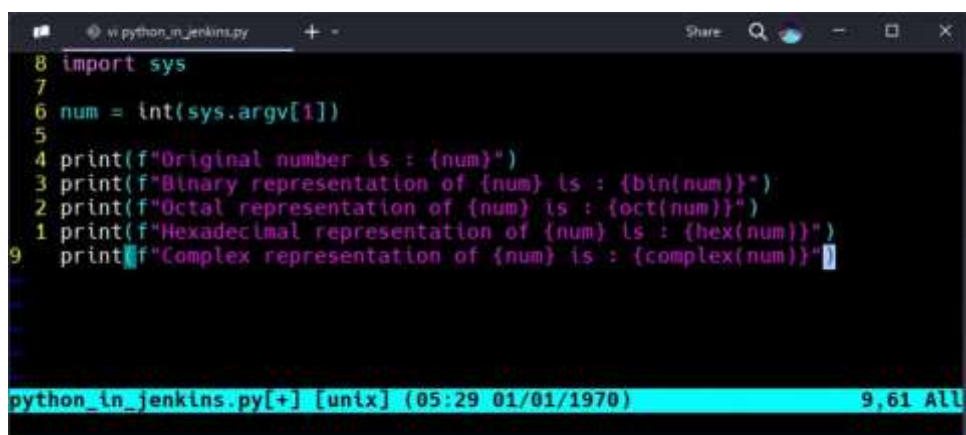 vi python_in_jenkins.py + Share
8 import sys
7
6 num = int(sys.argv[1])
5
4 print(f"Original number is : {num}")
3 print(f"Binary representation of {num} is : {bin(num)}")
2 print(f"Octal representation of {num} is : {oct(num)}")
1 print(f"Hexadecimal representation of {num} is : {hex(num)}")
9 print(f"Complex representation of {num} is : {complex(num)}")
~
~
~
~
~
python_in_jenkins.py[+] [unix] (05:29 01/01/1970) 9,61 All